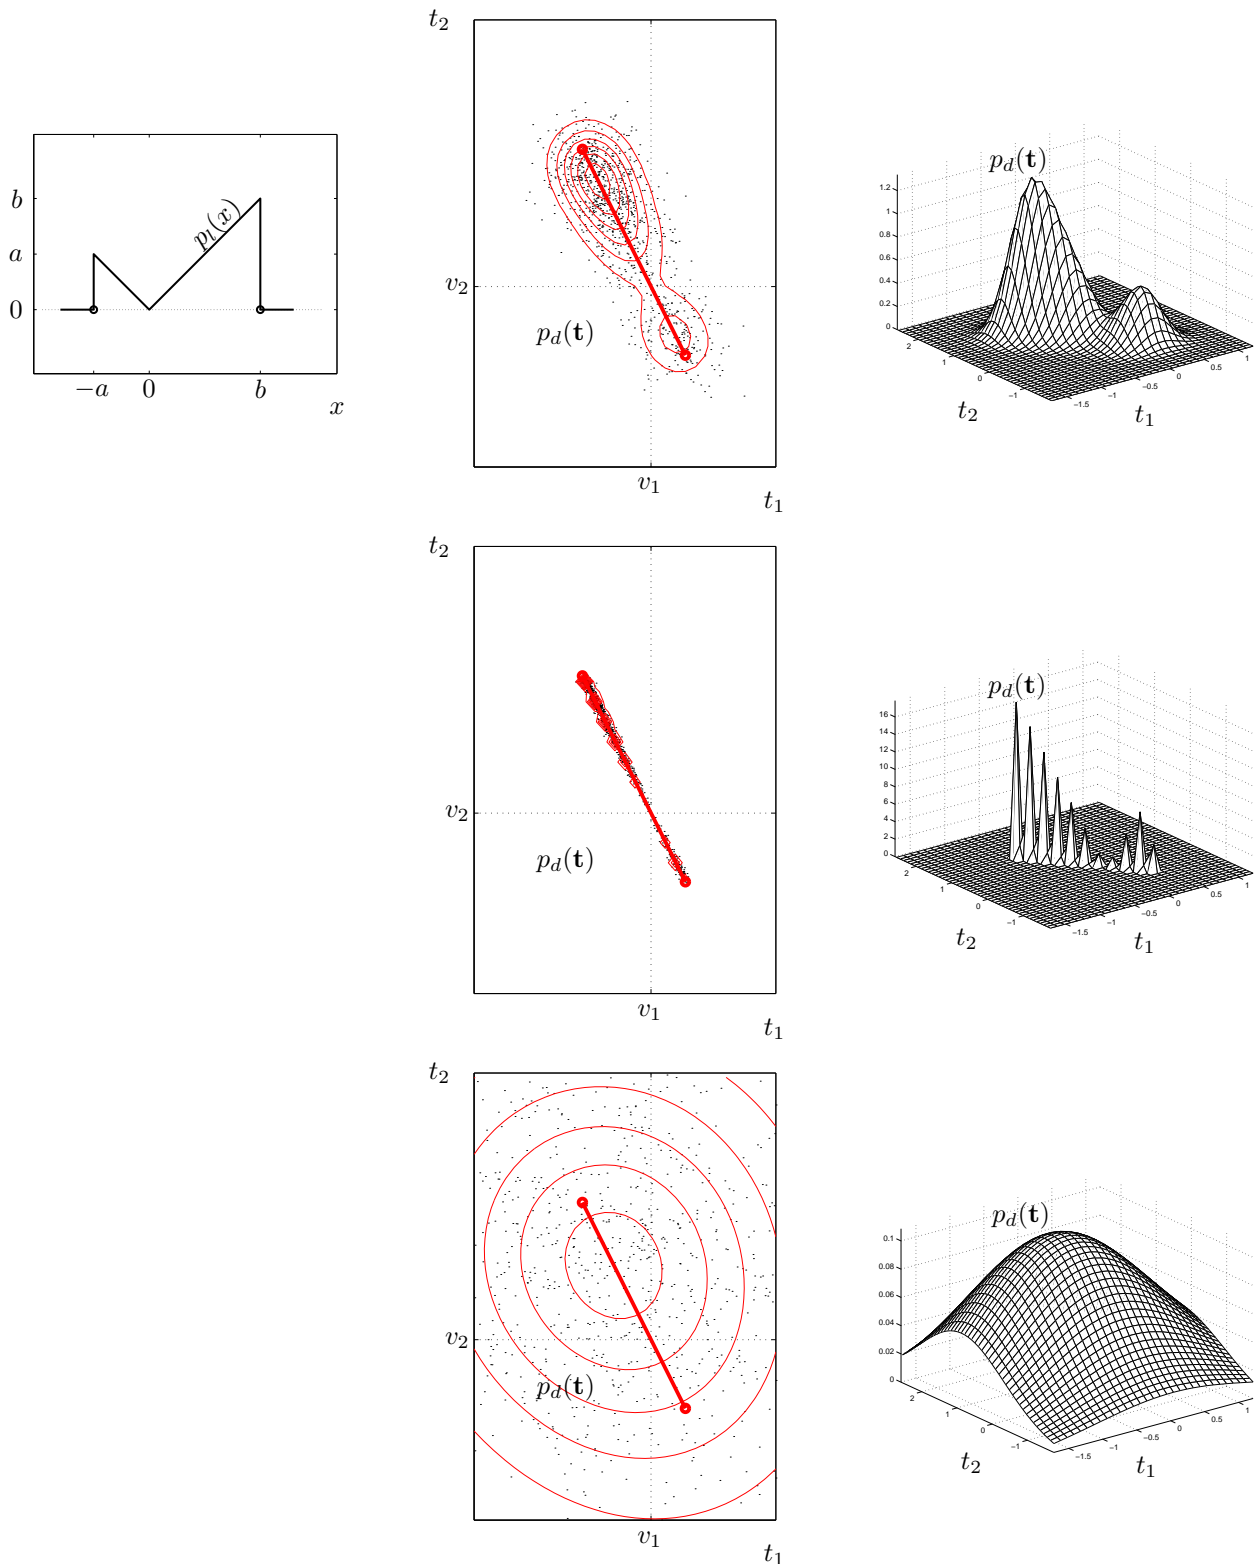 b
a
0
p_l(x)
−a 0 b
x
t_2
v_2
p_d(t)
v_1
t_1
p_d(t)
1.2
1
0.8
0.6
0.4
0.2
0
2 1 0 −1
−1.5 −1 −0.5 0 0.5 1
t_2
t_1
t_2
v_2
p_d(t)
v_1
t_1
p_d(t)
16
14
12
10
8
6
4
2
0
2 1 0 −1
−1.5 −1 −0.5 0 0.5 1
t_2
t_1
t_2
v_2
p_d(t)
v_1
t_1
p_d(t)
0.1
0.08
0.06
0.04
0.02
0
2 1 0 −1
−1.5 −1 −0.5 0 0.5 1
t_2
t_1